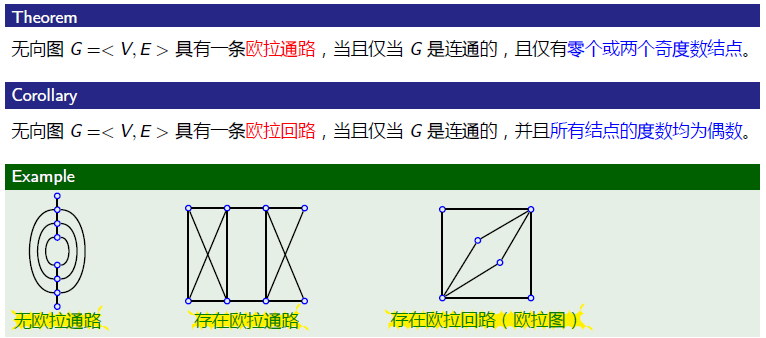 Theorem
无向图 G =< V, E > 具有一条欧拉通路，当且仅当 G 是连通的，且仅有零个或两个奇度数结点。
Corollary
无向图 G =< V, E > 具有一条欧拉回路，当且仅当 G 是连通的，并且所有结点的度数均为偶数。
Example
无欧拉通路 存在欧拉通路 存在欧拉回路（欧拉图）